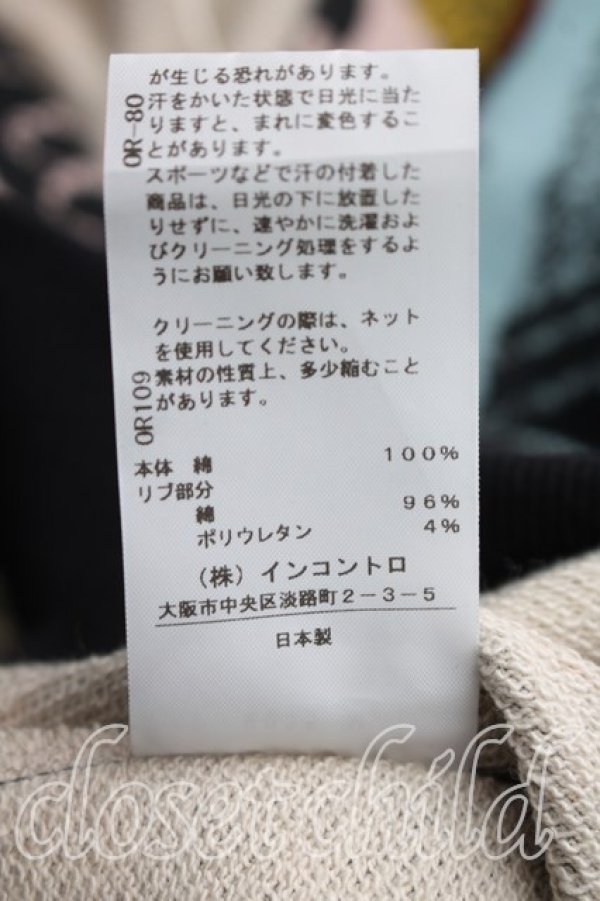 が生じる恐れがあります。
OR-80
汗をかいた状態で日光に当た
りますと、まれに変色するこ
とがあります。
スポーツなどで汗の付着した
商品は、日光の下に放置した
りせずに、速やかに洗濯およ
びクリーニング処理をするよ
うにお願い致します。
クリーニングの際は、ネット
を使用してください。
OR109
素材の性質上、多少縮むこと
があります。
本体 綿 100%
リブ部分
綿 96%
ポリウレタン 4%
(株)インコントロ
大阪市中央区淡路町2-3-5
日本製
closet child